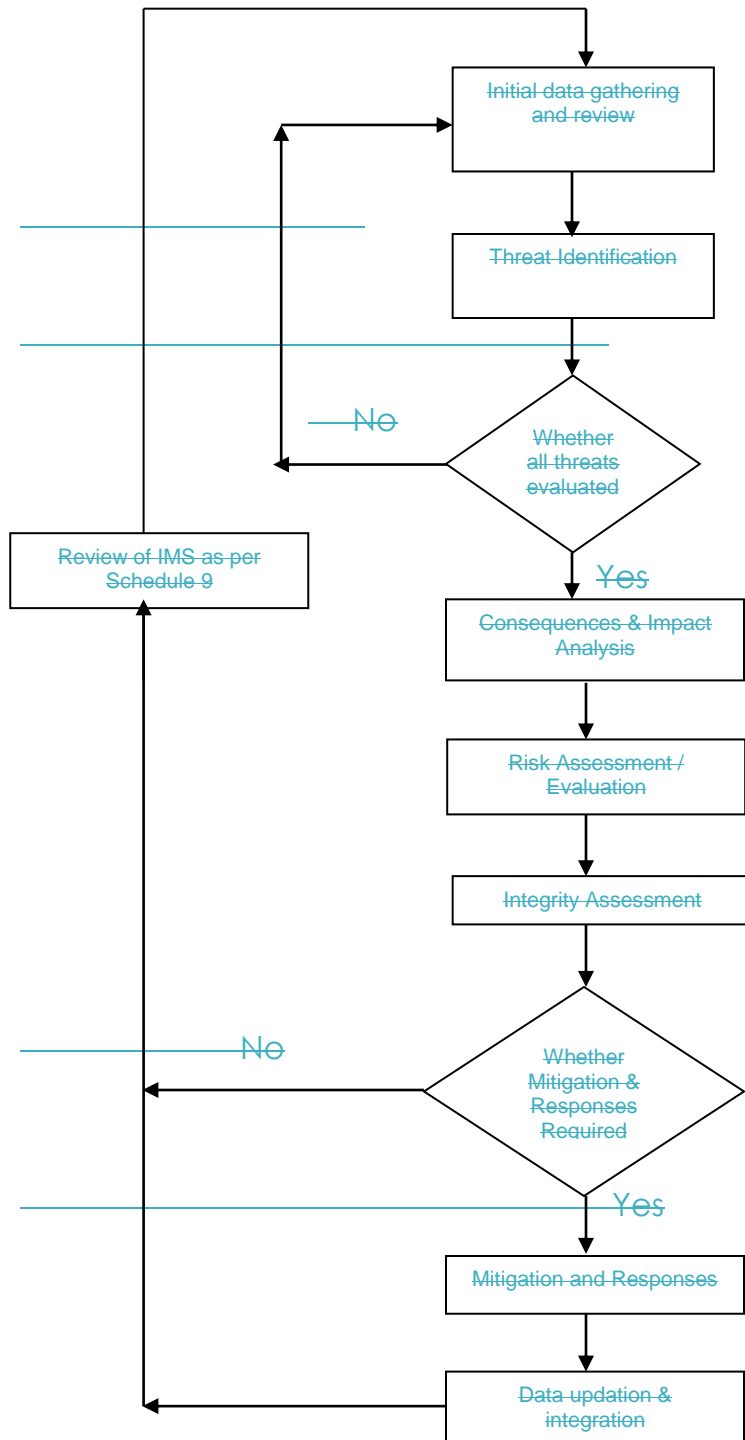 Initial data gathering
and review
Threat Identification
No
Whether
all threats
evaluated
Review of IMS as per
Schedule 9
Yes
Consequences & Impact
Analysis
Risk Assessment /
Evaluation
Integrity Assessment
No
Whether
Mitigation &
Responses
Required
Yes
Mitigation and Responses
Data updation &
integration